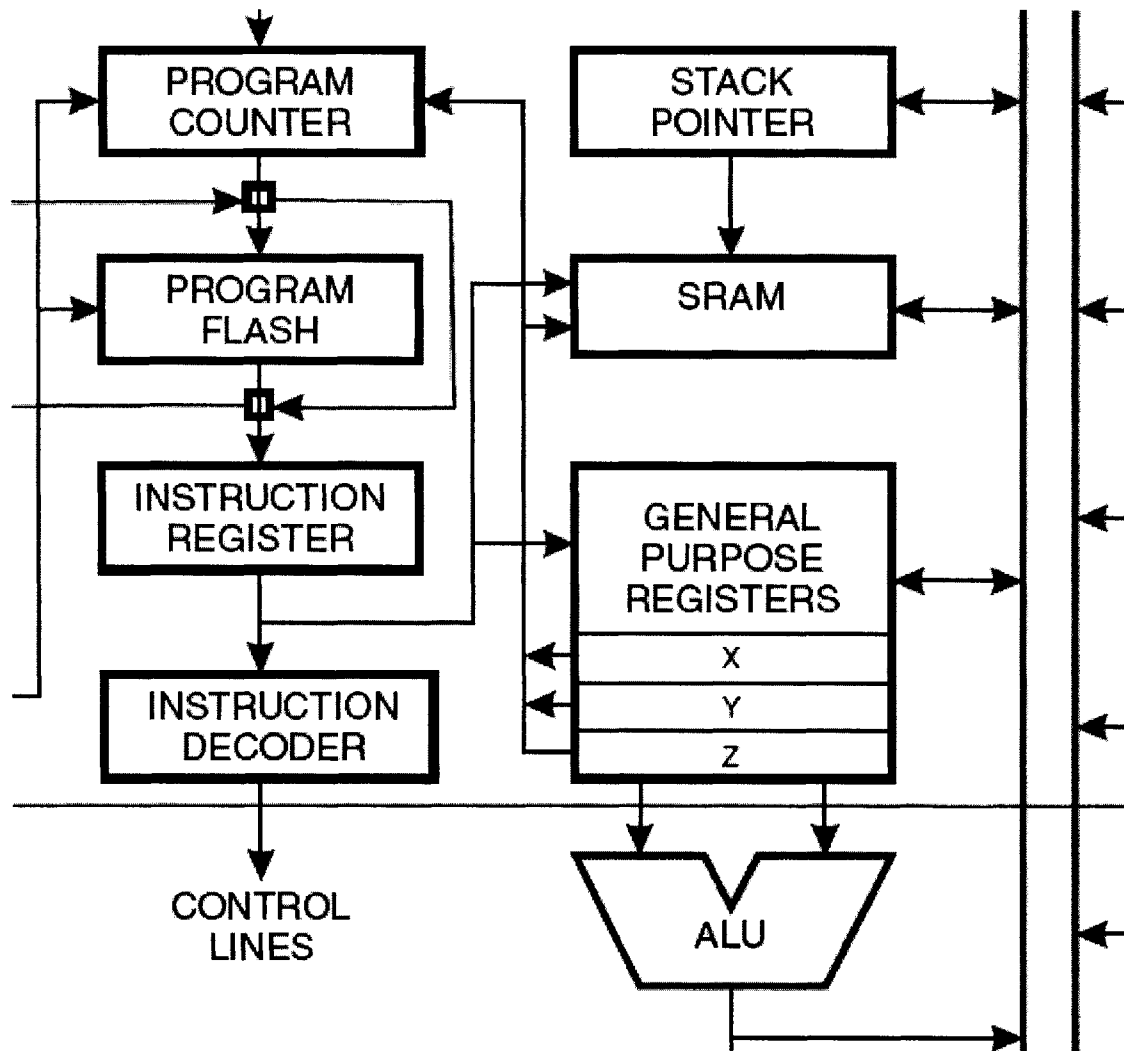 PROGRAM
COUNTER
STACK
POINTER
PROGRAM
FLASH
SRAM
INSTRUCTION
REGISTER
GENERAL
PURPOSE
REGISTERS
X
Y
Z
INSTRUCTION
DECODER
CONTROL
LINES
ALU